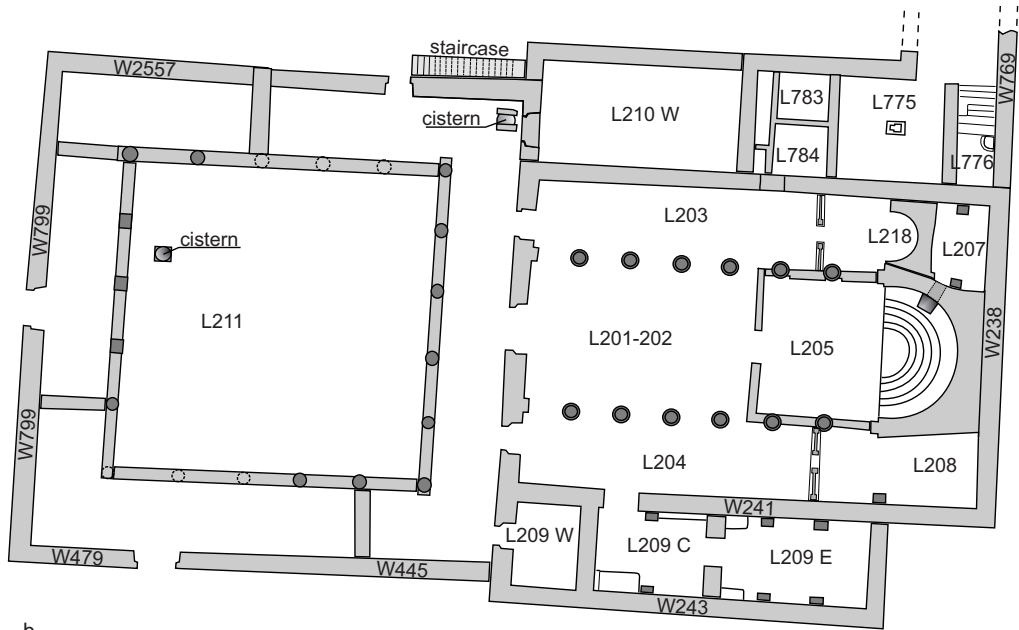 staircase
W2557
W769
L783
L775
L210 W
cistern
L784
L776
L203
W799
L218
L207
cistern
L211
L201-202
L205
W238
W799
L204
L208
W241
L209 W
L209 C
L209 E
W479
W445
W243
b